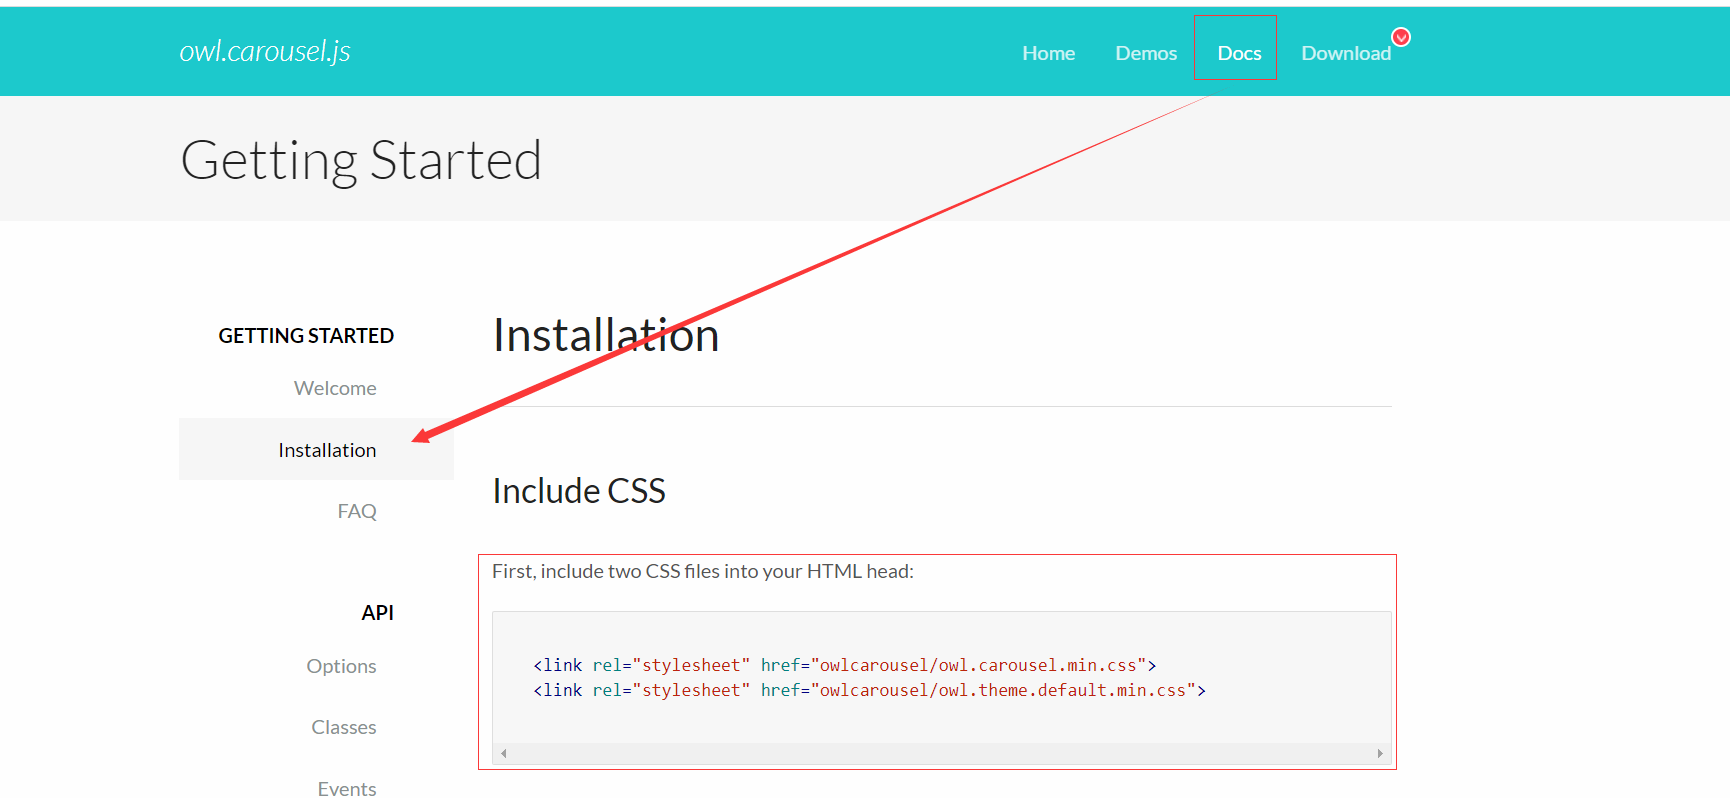 owl.carousel.js
Home Demos Docs Download
Getting Started
GETTING STARTED
Welcome
Installation
FAQ
API
Options
Classes
Events
Installation
Include CSS
First, include two CSS files into your HTML head:
<link rel="stylesheet" href="owlcarousel/owl.carousel.min.css">
<link rel="stylesheet" href="owlcarousel/owl.theme.default.min.css">